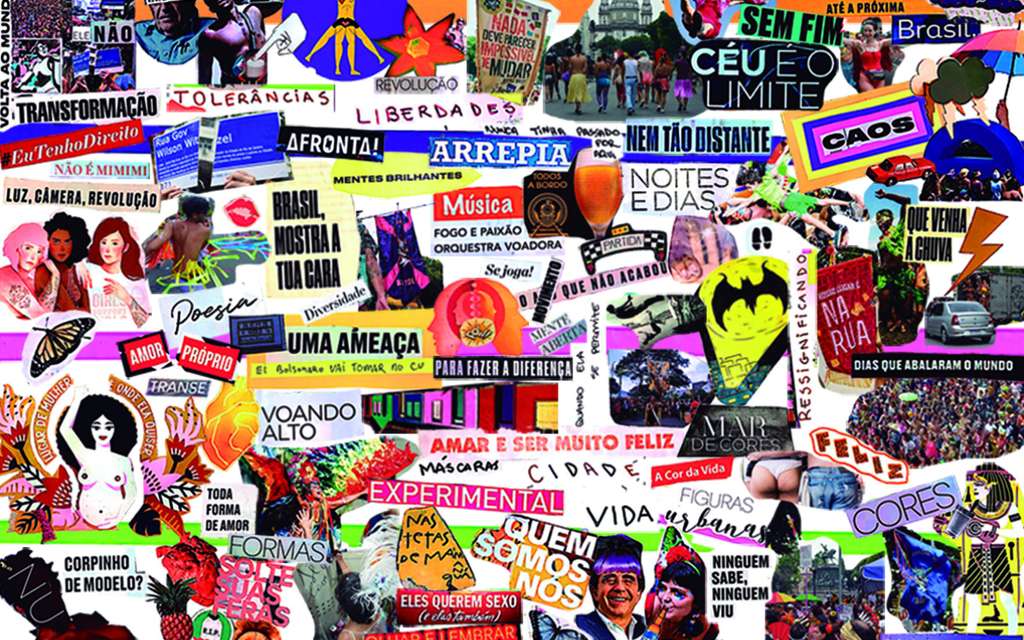 VOLTA AO MUNDO
ELE NÃO
REVOLUÇÃO
NADA
DEVE PARECER
IMPOSSÍVEL
DE MUDAR
ATÉ A PRÓXIMA
SEM FIM
Brasil.
CÉU É O
LIMITE
TRANSFORMAÇÃO
TOLERÂNCIAS
LIBERDADES
#EuTenhoDireito
NÃO É MIMIMI
Rua Gov
AFRONTA!
NUNCA TINHA PASSADO
POR
ARREPIA
NEM TÃO DISTANTE
CAOS
LUZ, CÂMERA, REVOLUÇÃO
MENTES BRILHANTES
TODOS
A BORDO
NOITES
E DIAS
BRASIL,
MOSTRA A
TUA CARA
Música
FOGO E PAIXÃO
ORQUESTRA VOADORA
PARTIDA
QUE VENHA
A CHUVA
Diversidade
Se joga!
MOVIMENTO
O QUE NÃO ACABOU
Poesia
MENTE
ABERTA
QUANDO ELA
SE PERMITE
RESSIGNIFICANDO
NA
RUA
AMOR
PRÓPRIO
UMA AMEAÇA
El Bolsonaro vai tomar no cu
PARA FAZER A DIFERENÇA
DIAS QUE ABALARAM O MUNDO
TRANSE
LUGAR DE MULHER
É ONDE ELA QUISER
VOANDO
ALTO
MAR
DE CORES
AMAR E SER MUITO FELIZ
FELIZ
MÁSCARAS
CIDADE
A Cor da Vida
EXPERIMENTAL
FIGURAS
urbanas
VIDA
CORES
TODA
FORMA
DE AMOR
FORMAS
NAS
TETAS
DE MAIN
QUEM
SOMOS
NÓS
CORPINHO
DE MODELO?
SOLTE
SUAS
FERAS
NINGUEM
SABE,
NINGUEM
VIU
NU
R.I.P.
ELES QUEREM SEXO
(e elas também)
OLHAR E LEMBRAR